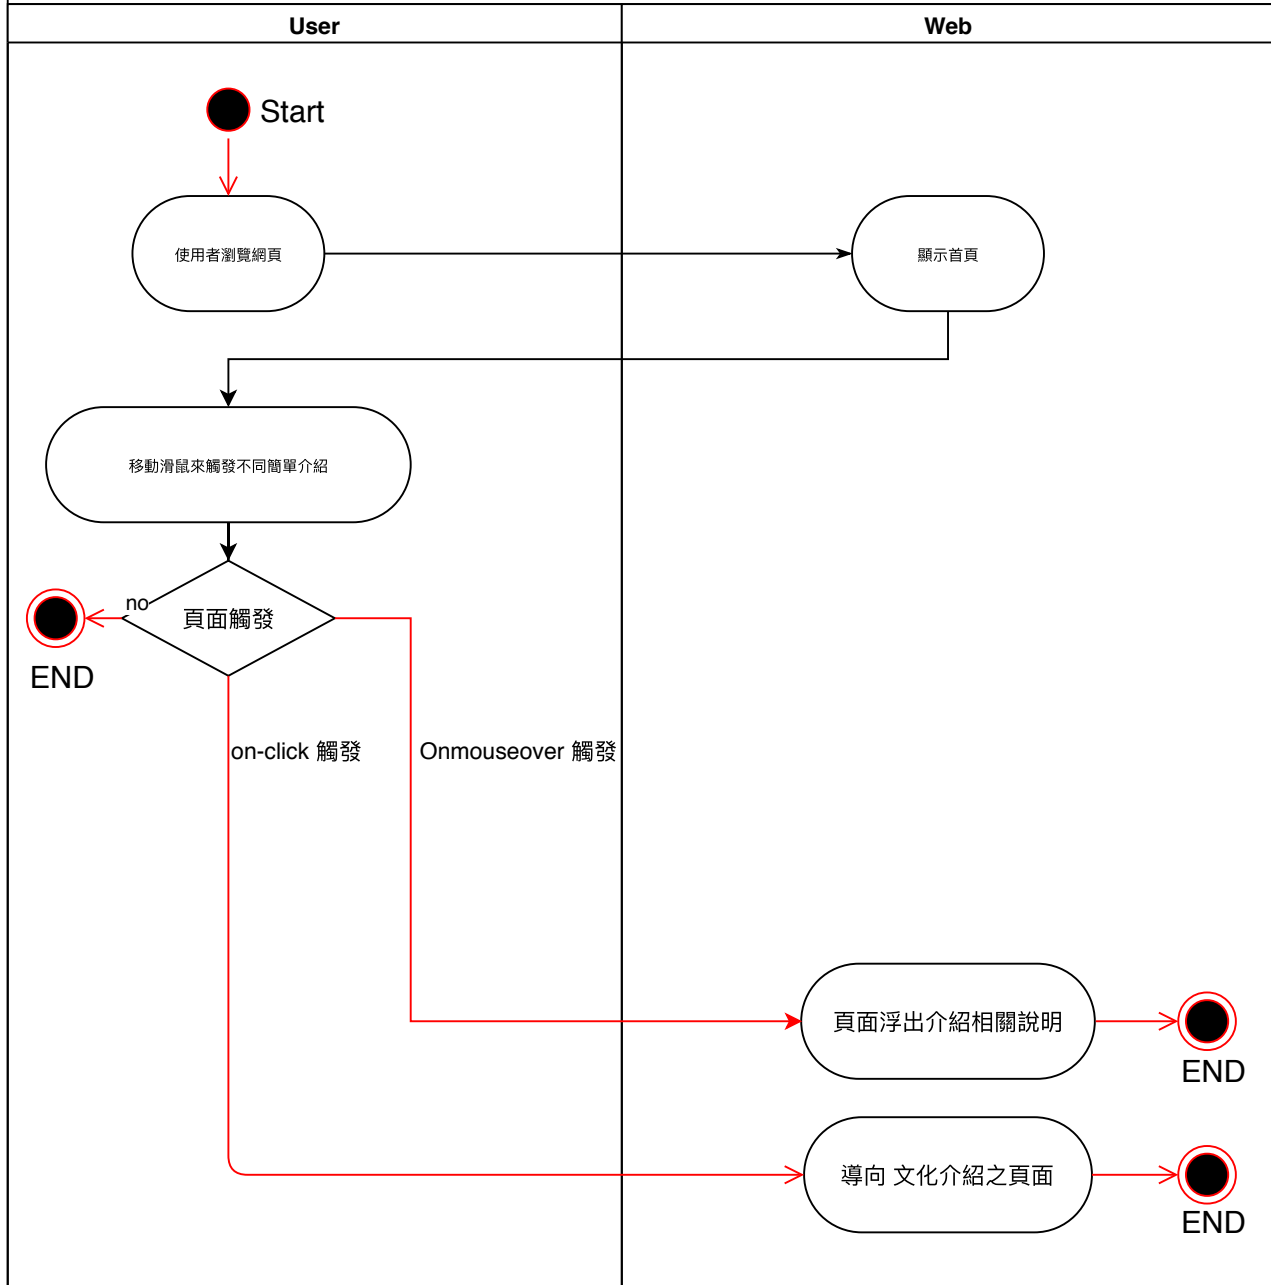 User
Web
Start
使用者瀏覽網頁
顯示首頁
移動滑鼠來觸發不同簡單介紹
no
頁面觸發
END
on-click 觸發
Onmouseover 觸發
頁面浮出介紹相關說明
END
導向 文化介紹之頁面
END